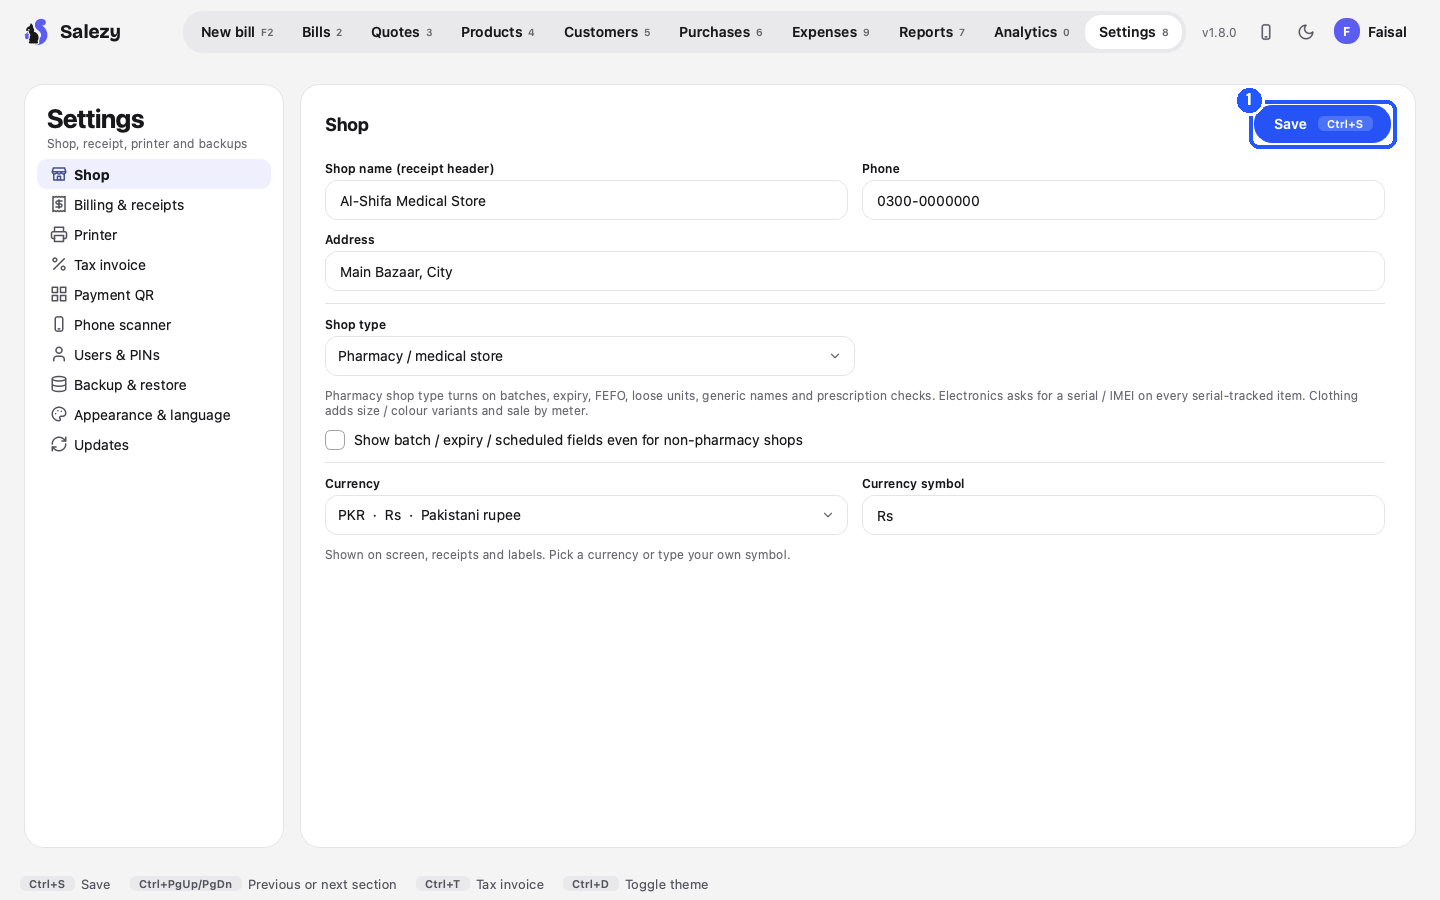 Salezy
New bill F2
Bills 2
Quotes 3
Products 4
Customers 5
Purchases 6
Expenses 9
Reports 7
Analytics 0
Settings 8
v1.8.0
F
Faisal
Settings
Shop, receipt, printer and backups
Shop
Billing & receipts
Printer
Tax invoice
Payment QR
Phone scanner
Users & PINs
Backup & restore
Appearance & language
Updates
Shop
1
Save Ctrl+S
Shop name (receipt header)
Al-Shifa Medical Store
Phone
0300-0000000
Address
Main Bazaar, City
Shop type
Pharmacy / medical store
Pharmacy shop type turns on batches, expiry, FEFO, loose units, generic names and prescription checks. Electronics asks for a serial / IMEI on every serial-tracked item. Clothing
adds size / colour variants and sale by meter.
Show batch / expiry / scheduled fields even for non-pharmacy shops
Currency
PKR · Rs · Pakistani rupee
Currency symbol
Rs
Shown on screen, receipts and labels. Pick a currency or type your own symbol.
Ctrl+S Save
Ctrl+PgUp/PgDn Previous or next section
Ctrl+T Tax invoice
Ctrl+D Toggle theme